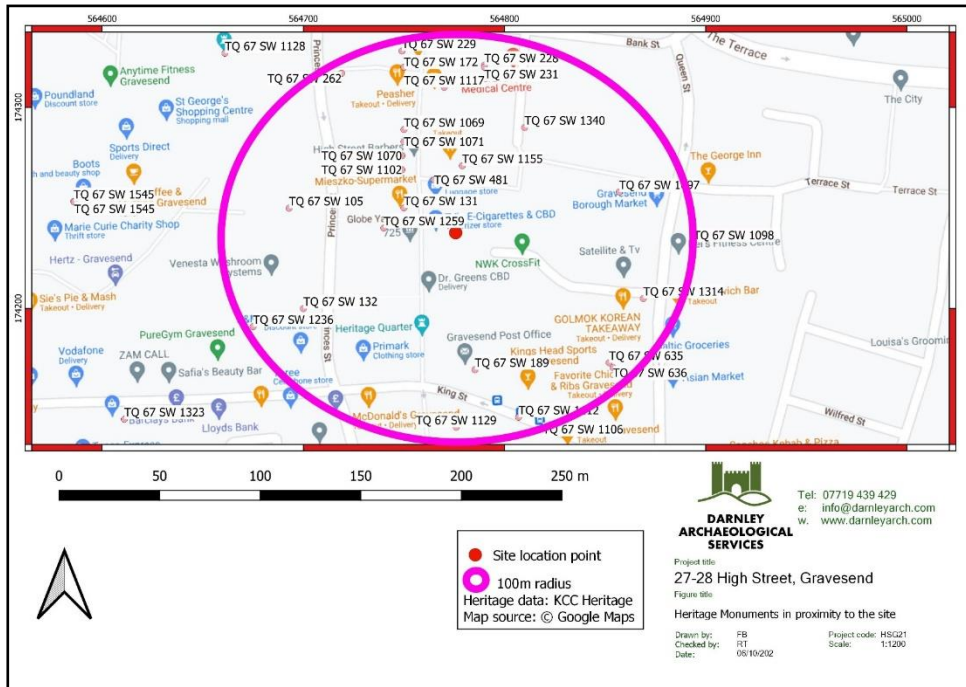 564600
564700
564800
564900
565000
174300
174200
TQ 67 SW 1128
TQ 67 SW 229
TQ 67 SW 228
Bank St
The Terrace
Anytime Fitness
Gravesend
Princes
TQ 67 SW 262
TQ 67 SW 172
TQ 67 SW 231
Peasher
Takeout • Delivery
TQ 67 SW 1117
Medical Centre
Queen St
Poundland
Discount store
St George's
Shopping Centre
Shopping mall
The City
Sports Direct
Delivery
TQ 67 SW 1069
TQ 67 SW 1340
High Street Barbers
TQ 67 SW 1071
TQ 67 SW 1070
TQ 67 SW 1155
The George Inn
Boots
TQ 67 SW 1102
Mieszko-Supermarket
TQ 67 SW 481
Terrace St
Terrace St
TQ 67 SW 1545
TQ 67 SW 1545
Gravesend
TQ 67 SW 105
TQ 67 SW 131
E-Cigarettes & CBD
Gravesend
Borough Market
Marie Curie Charity Shop
Thrift store
TQ 67 SW 1259
725
TQ 67 SW 1098
Fitness Centre
Satellite & Tv
NWK CrossFit
Hertz - Gravesend
Venesta Washroom
Systems
Dr. Greens CBD
Delivery
Sie's Pie & Mash
Takeout • Delivery
TQ 67 SW 132
TQ 67 SW 1314
Takeout
TQ 67 SW 1236
Heritage Quarter
GOLMOK KOREAN
TAKEAWAY
PureGym Gravesend
Primark
Clothing store
Gravesend Post Office
Vodafone
Delivery
ZAM CALL
Safia's Beauty Bar
Kings Head Sports
TQ 67 SW 635
TQ 67 SW 189
TQ 67 SW 636
Favorite Chic
& Ribs Gravesend
Takeout • Delivery
King St
TQ 67 SW 1323
Lloyds Bank
McDonald's Gravesend
TQ 67 SW 1129
TQ 67 SW 1106
Takeout
Wilfred St
0 50 100 150 200 250 m
Site location point
100m radius
Heritage data: KCC Heritage
Map source: © Google Maps
DARNLEY
ARCHAEOLOGICAL
SERVICES
Tel: 07719 439 429
e: info@darnleyarch.com
w. www.darnleyarch.com
Project title
27-28 High Street, Gravesend
Figure title
Heritage Monuments in proximity to the site
Drawn by: FB Project code: HSG21
Checked by: RT Scale: 1:1200
Date: 05/10/202